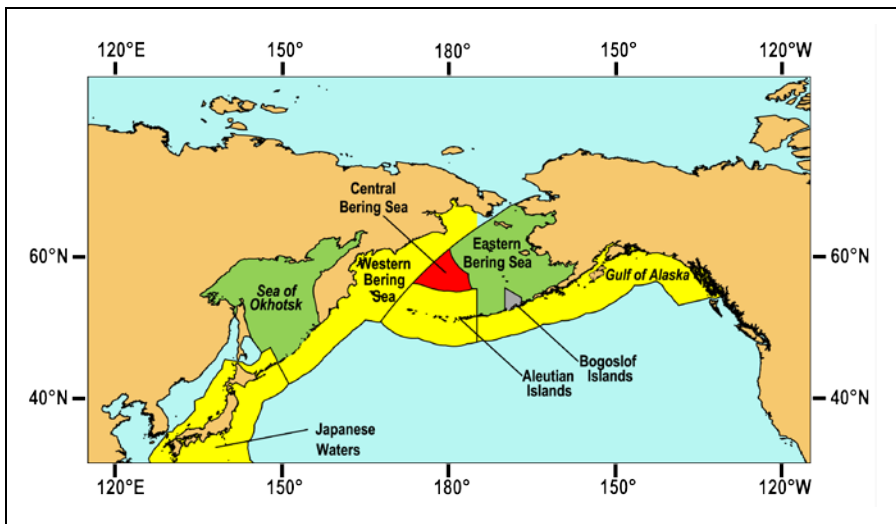 120°E 150° 180° 150° 120°W
Central
Bering Sea
60°N 60°N
Eastern
Bering Sea
Western
Bering
Sea
Gulf of Alaska
Sea of
Okhotsk
Bogoslof
Islands
Aleutian
Islands
40°N 40°N
Japanese
Waters
120°E 150° 180° 150° 120°W